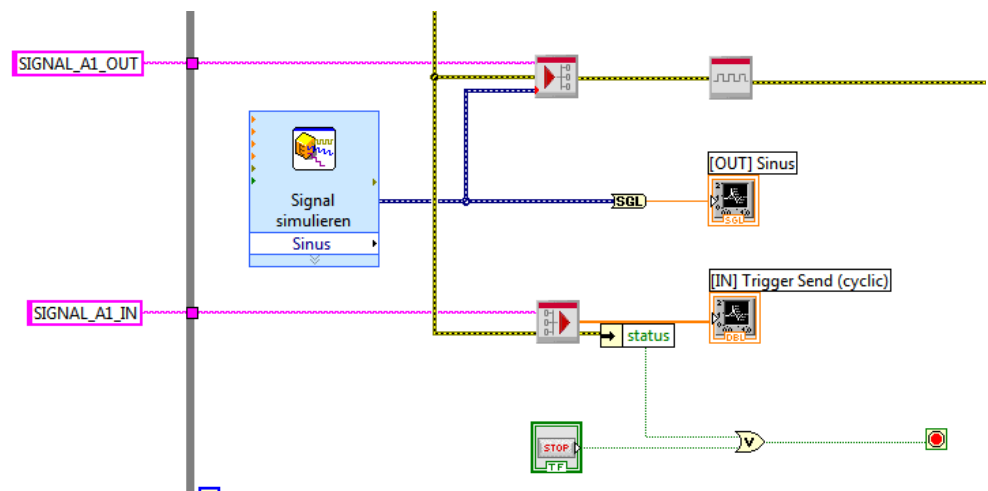 SIGNAL_A1_OUT
[OUT] Sinus
SGL
SGL
Signal
simulieren
Sinus
[IN] Trigger Send (cyclic)
SIGNAL_A1_IN
DBL
status
STOP
TF
V